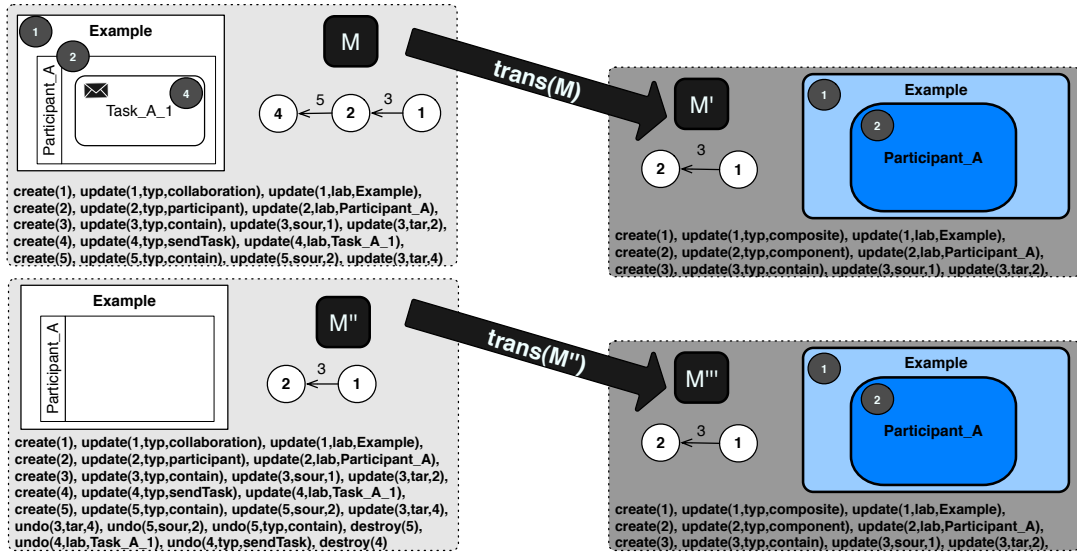 1
Example
2
Participant_A
4
Task_A_1
M
4
5
2
3
1
create(1), update(1,typ,collaboration), update(1,lab,Example),
create(2), update(2,typ,participant), update(2,lab,Participant_A),
create(3), update(3,typ,contain), update(3,sour,1), update(3,tar,2),
create(4), update(4,typ,sendTask), update(4,lab,Task_A_1),
create(5), update(5,typ,contain), update(5,sour,2), update(3,tar,4)
trans(M)
M'
2
3
1
1
Example
2
Participant_A
create(1), update(1,typ,composite), update(1,lab,Example),
create(2), update(2,typ,component), update(2,lab,Participant_A),
create(3), update(3,typ,contain), update(3,sour,1), update(3,tar,2),
Example
Participant_A
M''
2
3
1
create(1), update(1,typ,collaboration), update(1,lab,Example),
create(2), update(2,typ,participant), update(2,lab,Participant_A),
create(3), update(3,typ,contain), update(3,sour,1), update(3,tar,2),
create(4), update(4,typ,sendTask), update(4,lab,Task_A_1),
create(5), update(5,typ,contain), update(5,sour,2), update(3,tar,4),
undo(3,tar,4), undo(5,sour,2), undo(5,typ,contain), destroy(5),
undo(4,lab,Task_A_1), undo(4,typ,sendTask), destroy(4)
trans(M'')
M'''
2
3
1
1
Example
2
Participant_A
create(1), update(1,typ,composite), update(1,lab,Example),
create(2), update(2,typ,component), update(2,lab,Participant_A),
create(3), update(3,typ,contain), update(3,sour,1), update(3,tar,2),